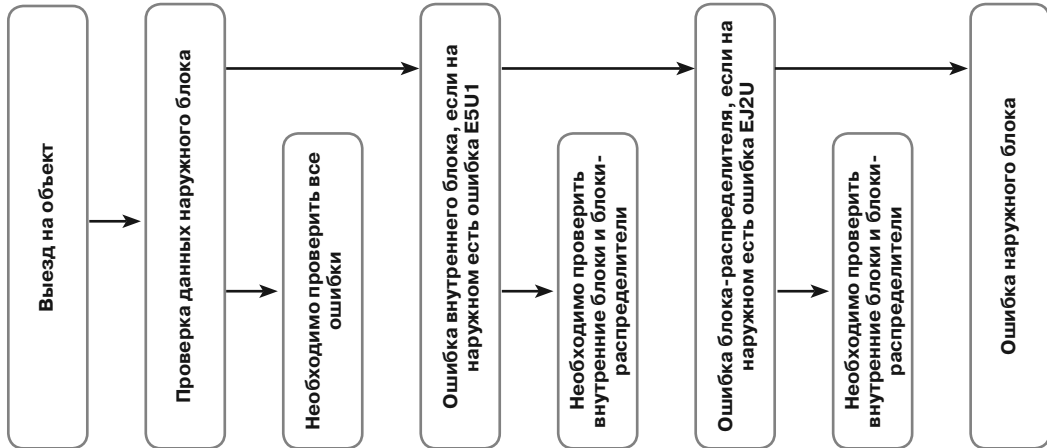 Выезд на объект
Проверка данных наружного блока
Необходимо проверить все
ошибки
Ошибка внутреннего блока, если на
наружном есть ошибка E5U1
Необходимо проверить
внутренние блоки и блоки-
распределители
Ошибка блока-распределителя, если на
наружном есть ошибка EJ2U
Необходимо проверить
внутренние блоки и блоки-
распределители
Ошибка наружного блока